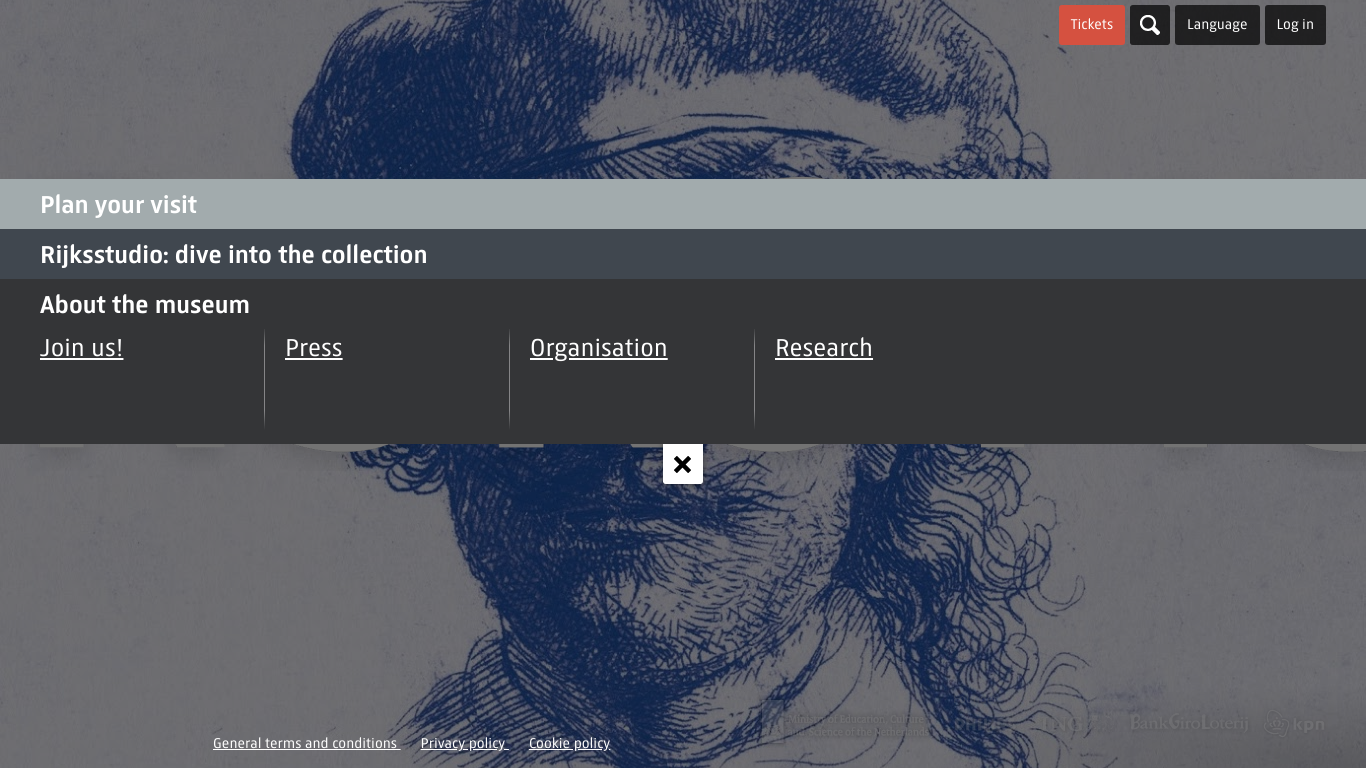 Tickets
Language
Log in
Plan your visit
Rijksstudio: dive into the collection
About the museum
Join us!
Press
Organisation
Research
General terms and conditions
Privacy policy
Cookie policy
BankGiroLoterij
kpn